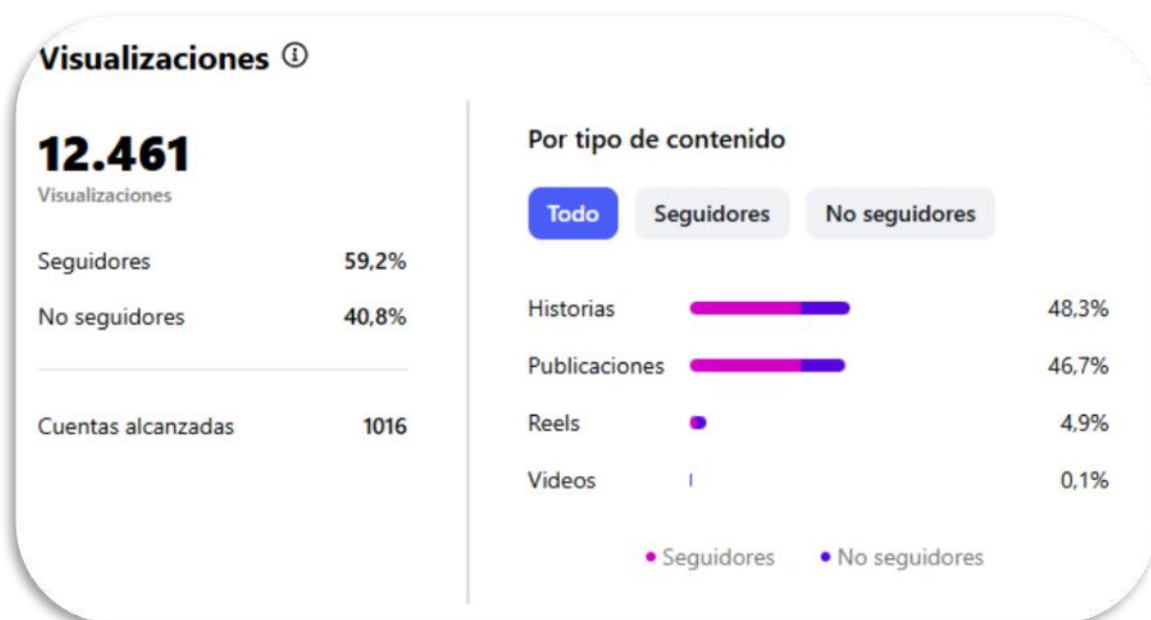 Visualizaciones
12.461
Visualizaciones
Seguidores 59,2%
No seguidores 40,8%
Cuentas alcanzadas 1016
Por tipo de contenido
Todo Seguidores No seguidores
Historias 48,3%
Publicaciones 46,7%
Reels 4,9%
Videos 0,1%
Seguidores No seguidores